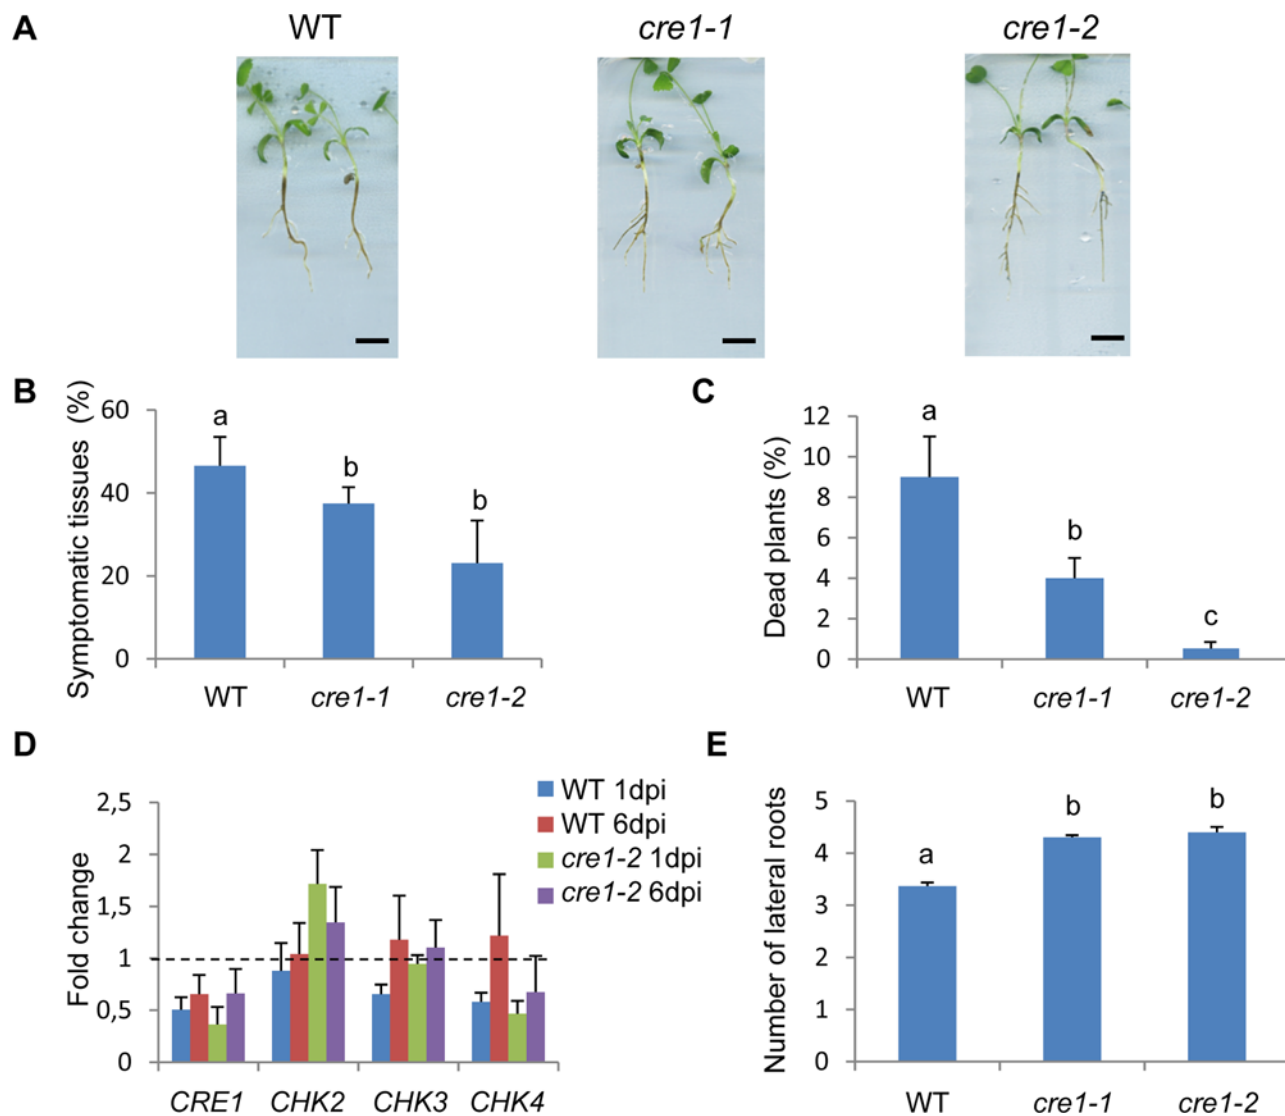 A
WT
cre1-1
cre1-2
B
Symptomatic tissues (%)
60
40
20
0
a
b
b
WT
cre1-1
cre1-2
C
Dead plants (%)
12
10
8
6
4
2
0
a
b
c
WT
cre1-1
cre1-2
D
Fold change
2,5
2
1,5
1
0,5
0
WT 1dpi
WT 6dpi
cre1-2 1dpi
cre1-2 6dpi
CRE1
CHK2
CHK3
CHK4
E
Number of lateral roots
5
4
3
2
1
0
a
b
b
WT
cre1-1
cre1-2